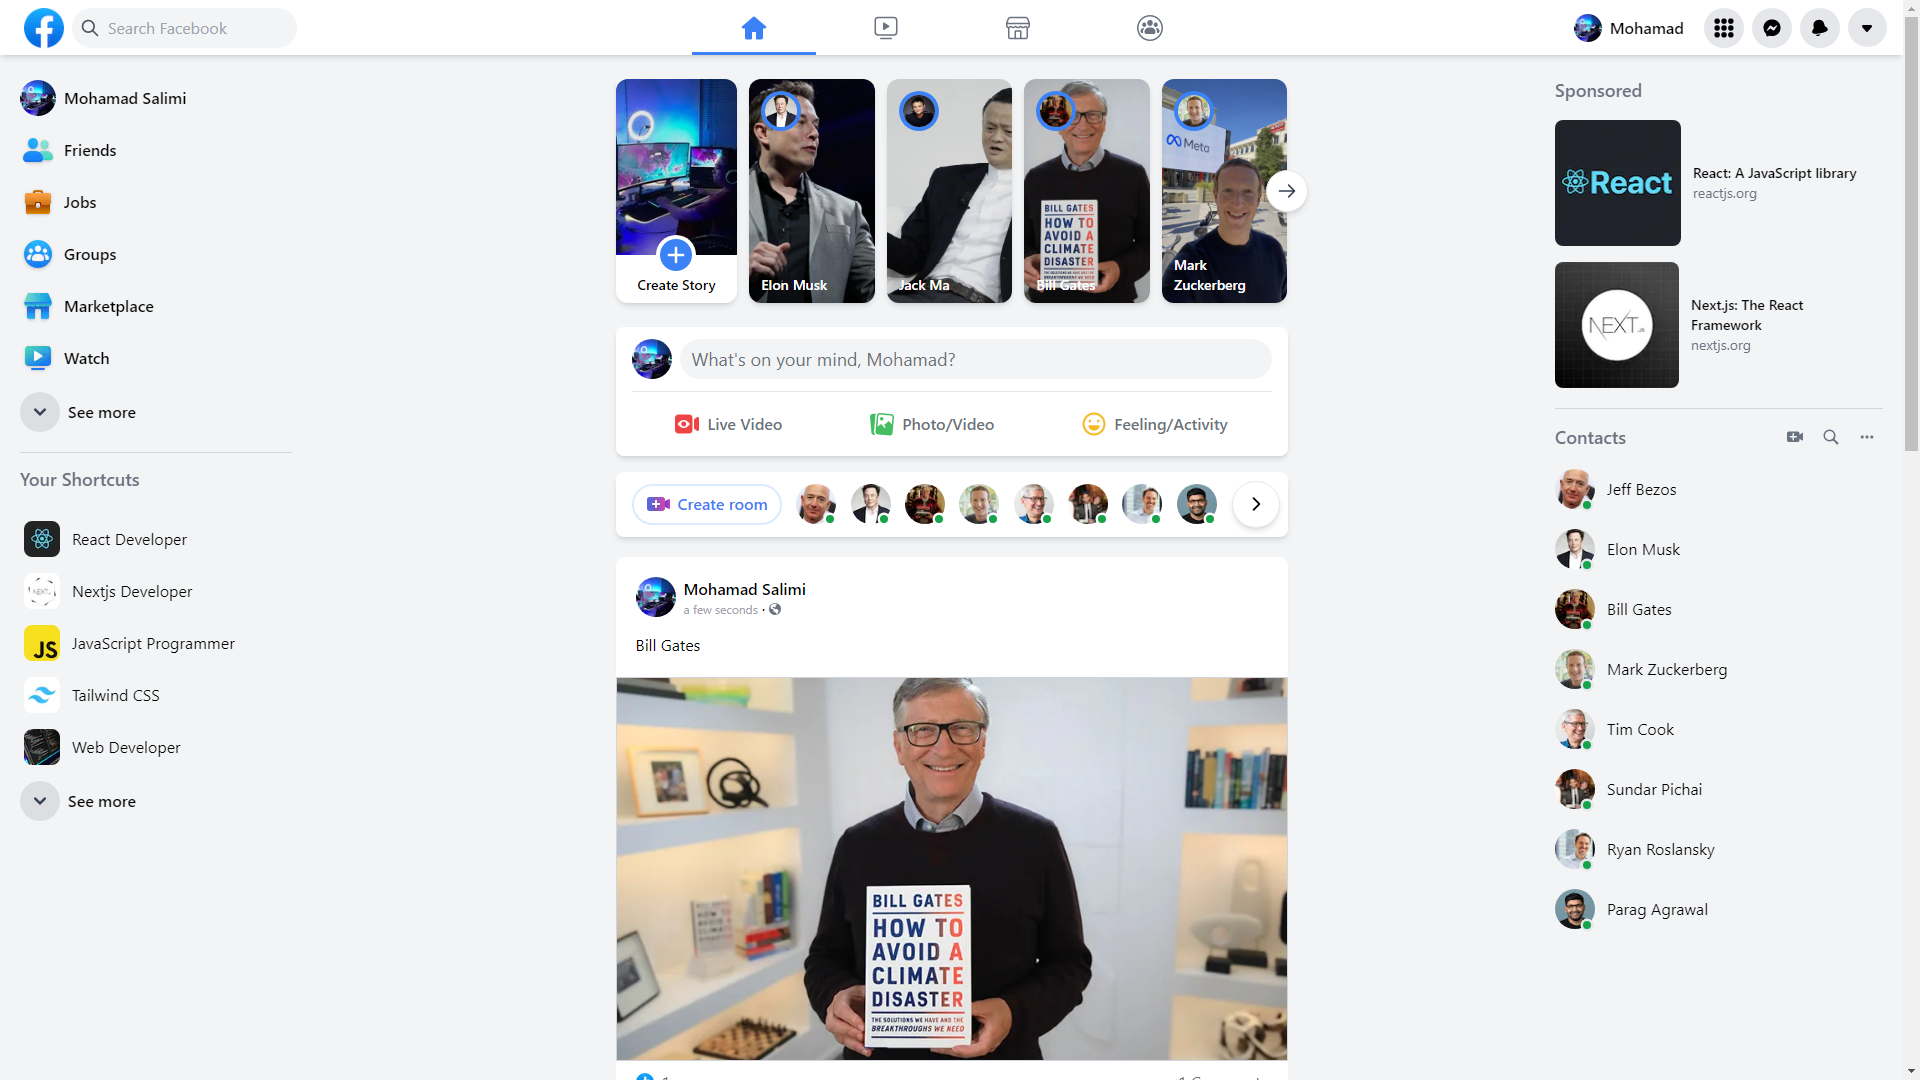 Search Facebook
Mohamad
Mohamad Salimi
Friends
Jobs
Groups
Marketplace
Watch
See more
Your Shortcuts
React Developer
NEXT.
Nextjs Developer
JS
JavaScript Programmer
Tailwind CSS
Web Developer
See more
Create Story
Elon Musk
Jack Ma
BILL GATES
HOW TO
AVOID A
CLIMATE
DISASTER
Bill Gates
Meta
Mark
Zuckerberg
What's on your mind, Mohamad?
Live Video
Photo/Video
Feeling/Activity
Create room
Mohamad Salimi
a few seconds ·
Bill Gates
BILL GATES
HOW TO
AVOID A
CLIMATE
DISASTER
THE SOLUTIONS WE HAVE AND THE
BREAKTHROUGHS WE NEED
Sponsored
React
React: A JavaScript library
reactjs.org
NEXT.JS
Next.js: The React
Framework
nextjs.org
Contacts
Jeff Bezos
Elon Musk
Bill Gates
Mark Zuckerberg
Tim Cook
Sundar Pichai
Ryan Roslansky
Parag Agrawal